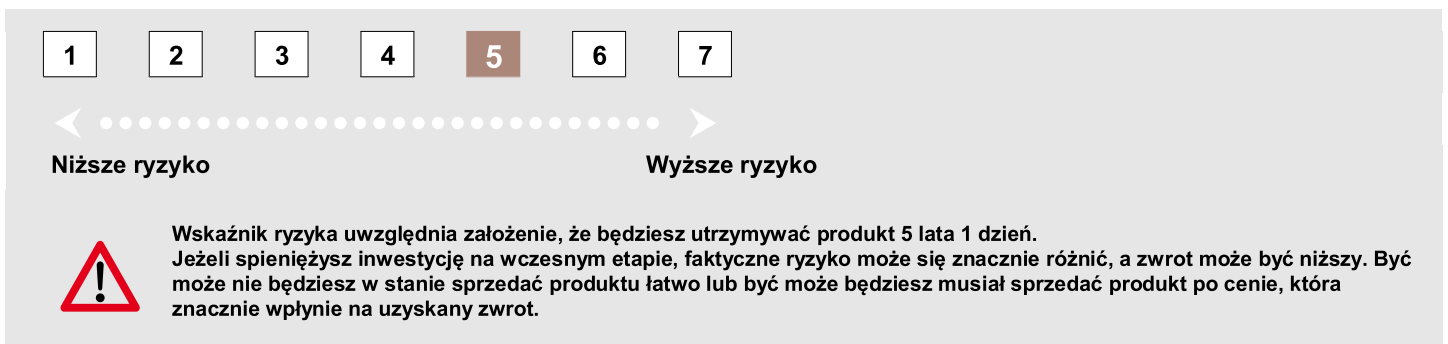 1 2 3 4 5 6 7
Niższe ryzyko Wyższe ryzyko
Wskaźnik ryzyka uwzględnia założenie, że będziesz utrzymywać produkt 5 lata 1 dzień.
Jeżeli spieniężysz inwestycję na wczesnym etapie, faktyczne ryzyko może się znacznie różnić, a zwrot może być niższy. Być
może nie będziesz w stanie sprzedać produktu łatwo lub być może będziesz musiał sprzedać produkt po cenie, która
znacznie wpłynie na uzyskany zwrot.